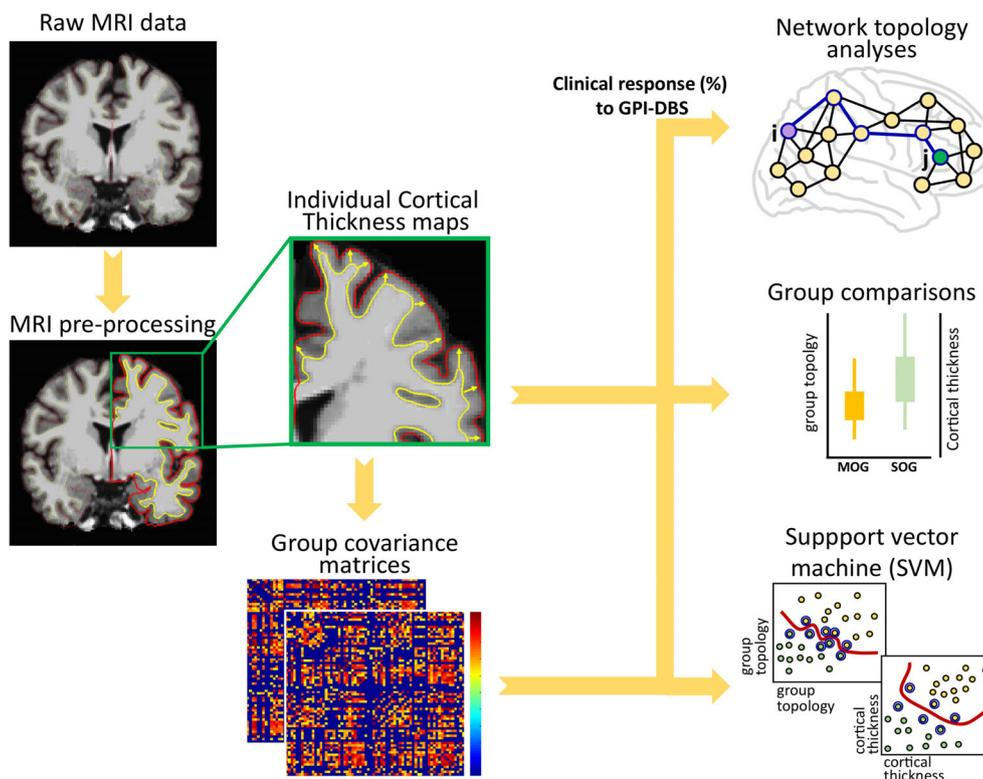 Raw MRI data
MRI pre-processing
Individual Cortical
Thickness maps
Group covariance
matrices
Clinical response (%)
to GPI-DBS
Network topology
analyses
i
j
Group comparisons
group topolgy
Cortical thickness
MOG SOG
Suppport vector
machine (SVM)
group
topology
group
topology
cortical
thickness
cortical
thickness